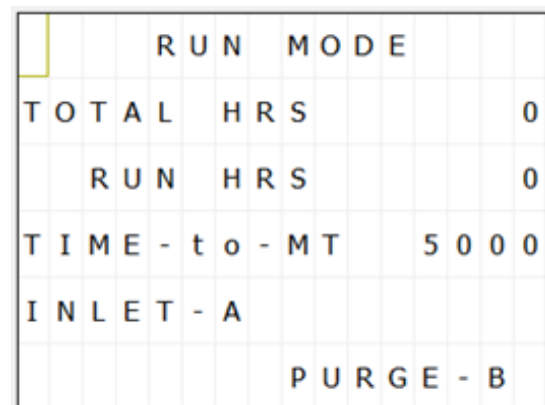 RUN MODE
TOTAL HRS 0
RUN HRS 0
TIME-to-MT 5000
INLET-A
PURGE-B